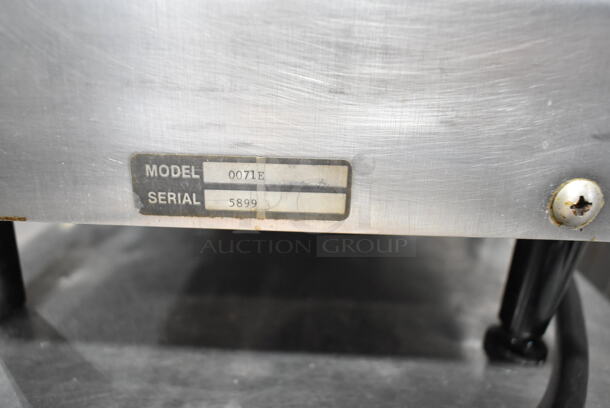 MODEL 0071E
SERIAL 5899
AUCTION GROUP